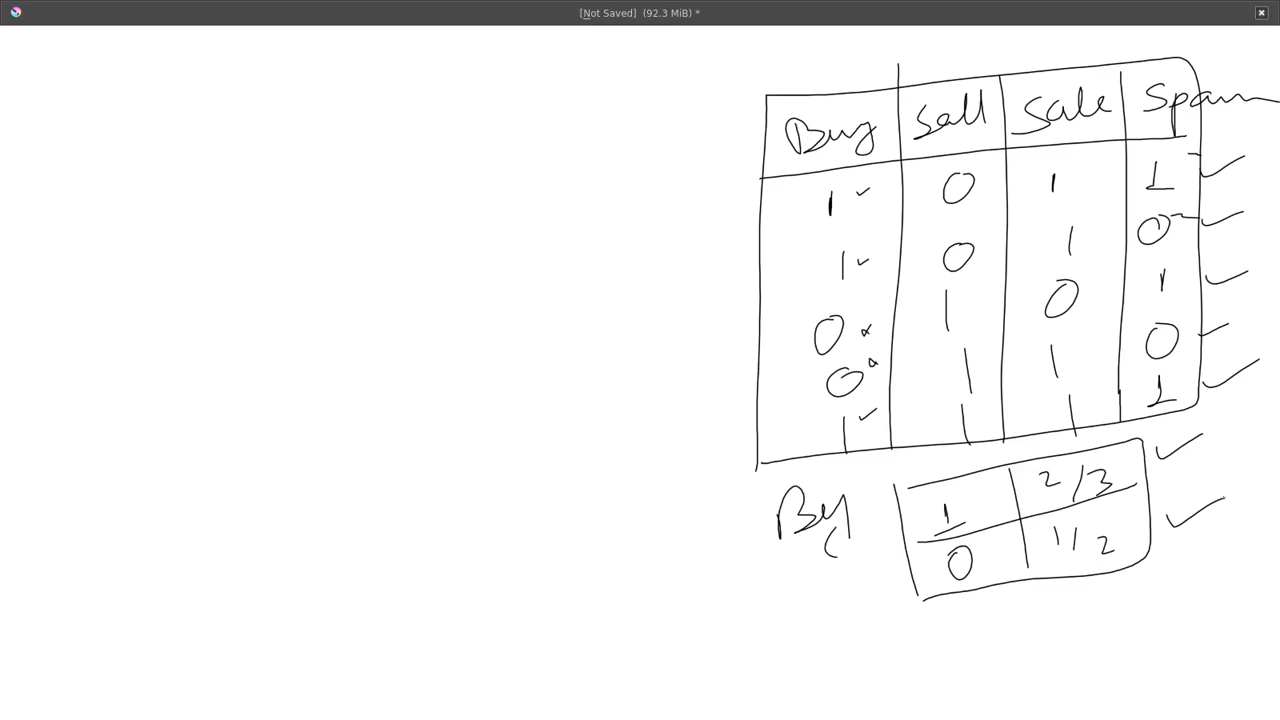 [Not Saved] (92.3 MiB) *
Buy Sell Sale Spam
1 0 1 1
1 0 1 0
0 1 0 1
0 1 1 0
1 1 1 1
By 1 2/3
0 1/2